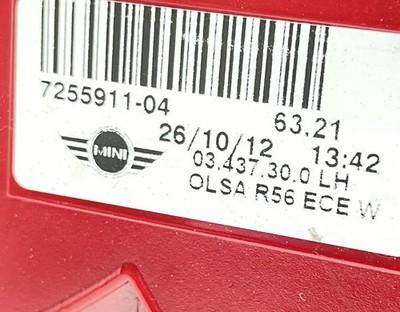 7255911-04 63.21
26/10/12 13:42
MINI
03.437.30.0 LH
OLSA R56 ECE W